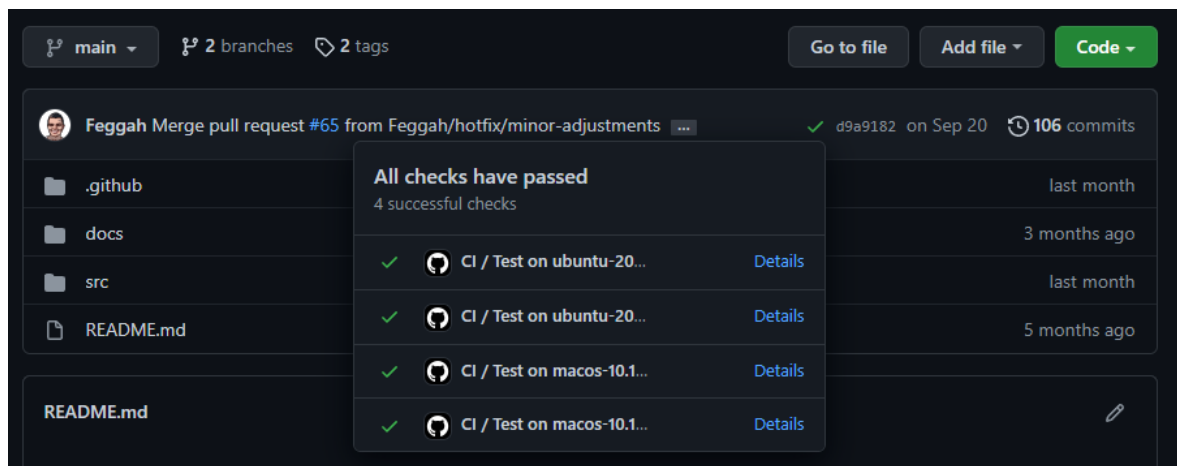 main 2 branches 2 tags Go to file Add file Code
Feggah Merge pull request #65 from Feggah/hotfix/minor-adjustments ... d9a9182 on Sep 20 106 commits
All checks have passed
4 successful checks
.github last month
docs 3 months ago
src last month
README.md 5 months ago
CI / Test on ubuntu-20... Details
CI / Test on ubuntu-20... Details
CI / Test on macos-10.1... Details
CI / Test on macos-10.1... Details
README.md